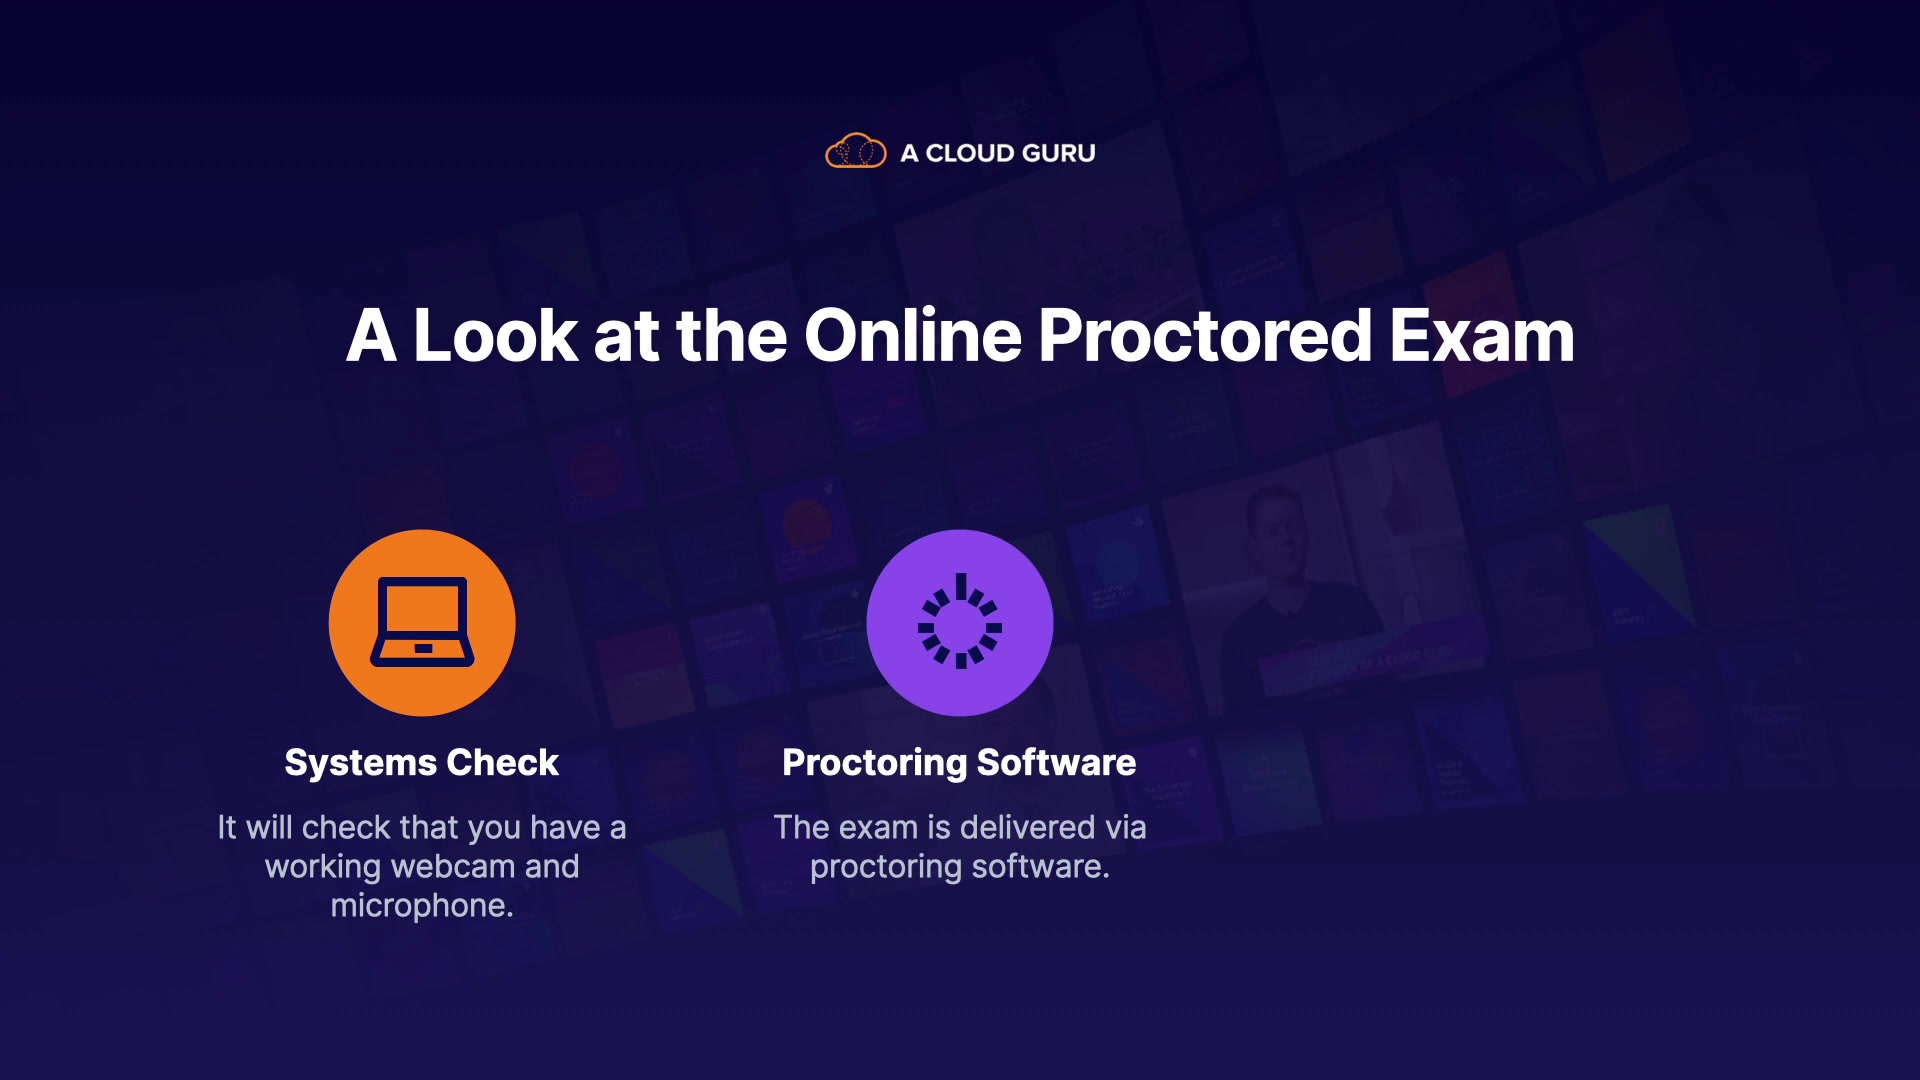 A CLOUD GURU
A Look at the Online Proctored Exam
Systems Check
It will check that you have a
working webcam and
microphone.
Proctoring Software
The exam is delivered via
proctoring software.